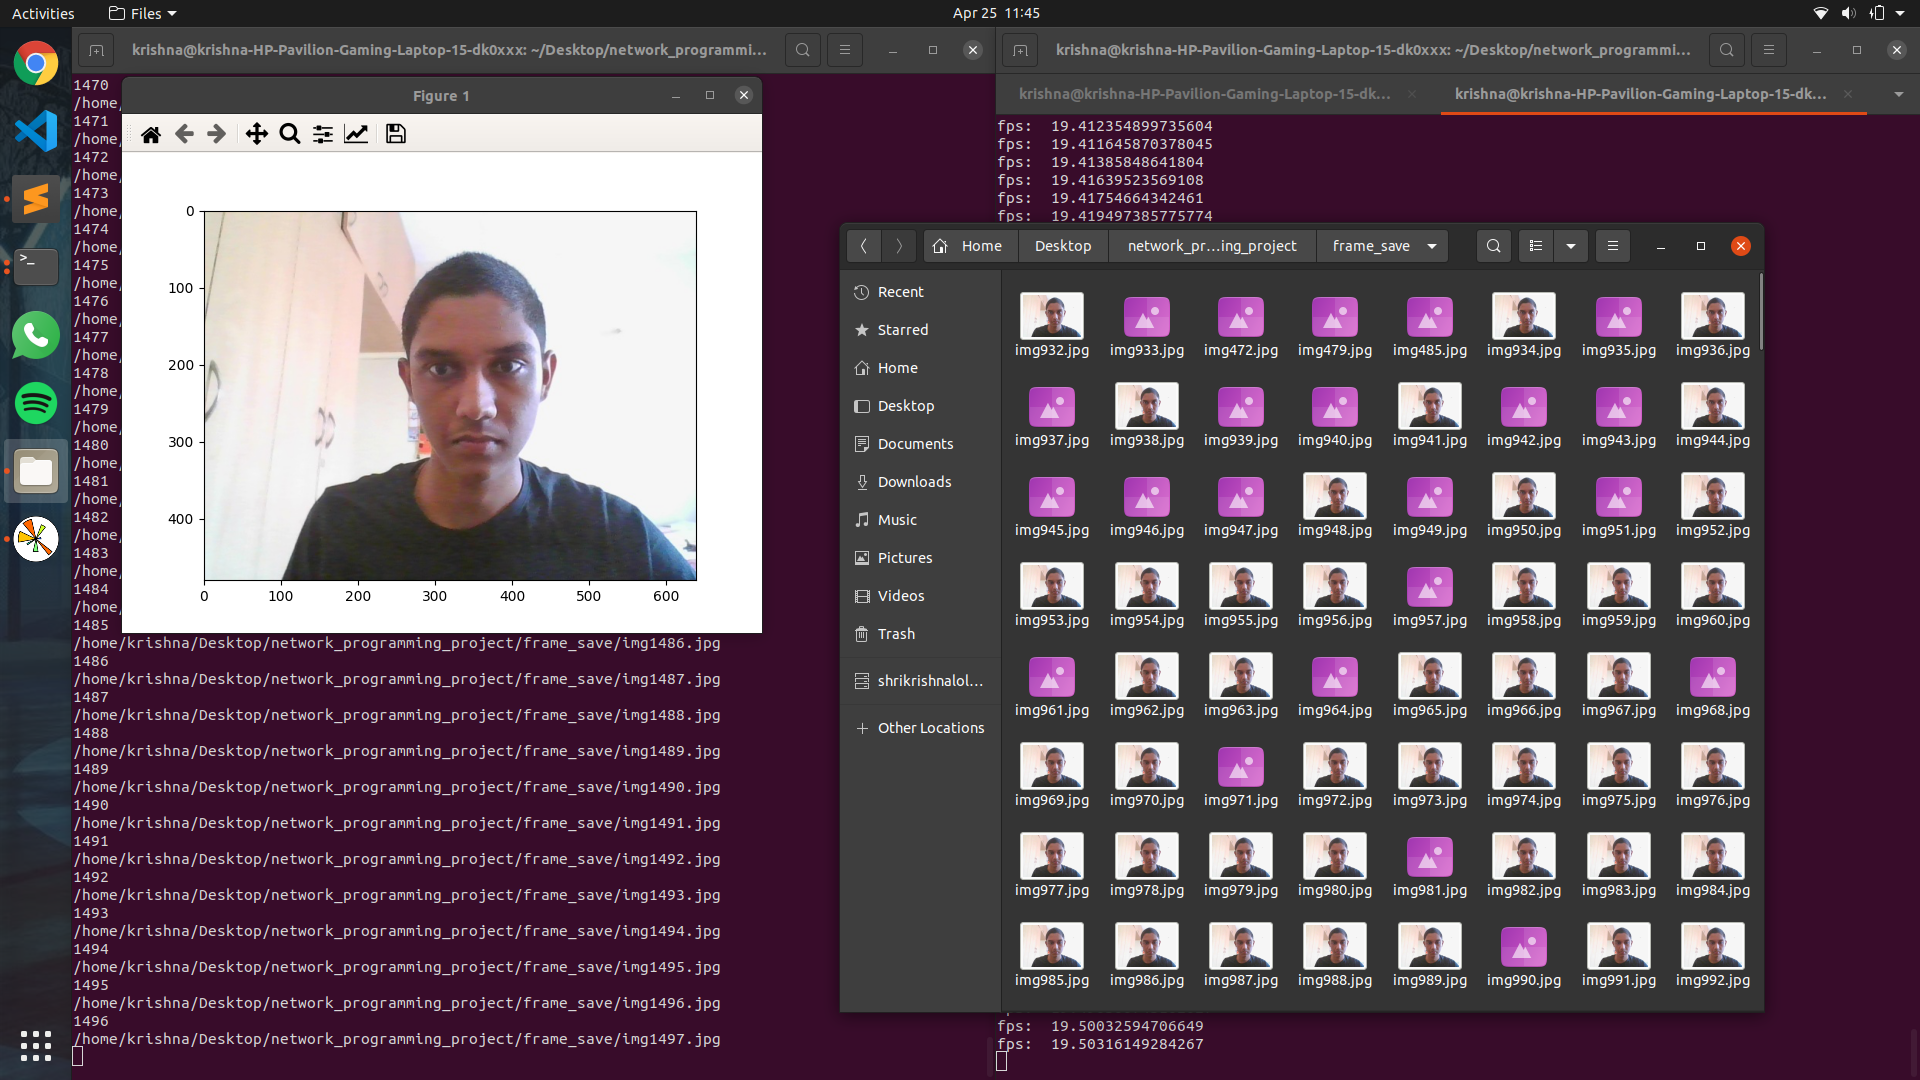 Activities
Files
Apr 25 11:45
krishna@krishna-HP-Pavilion-Gaming-Laptop-15-dk0xxx: ~/Desktop/network_programmi...
krishna@krishna-HP-Pavilion-Gaming-Laptop-15-dk0xxx: ~/Desktop/network_programmi...
krishna@krishna-HP-Pavilion-Gaming-Laptop-15-dk...
krishna@krishna-HP-Pavilion-Gaming-Laptop-15-dk...
1470
/home/
1471
/home/
1472
/home/
1473
/home/
1474
/home/
1475
/home/
1476
/home/
1477
/home/
1478
/home/
1479
/home/
1480
/home/
1481
/home/
1482
/home/
1483
/home/
1484
/home/
1485
/home/krishna/Desktop/network_programming_project/frame_save/img1486.jpg
1486
/home/krishna/Desktop/network_programming_project/frame_save/img1487.jpg
1487
/home/krishna/Desktop/network_programming_project/frame_save/img1488.jpg
1488
/home/krishna/Desktop/network_programming_project/frame_save/img1489.jpg
1489
/home/krishna/Desktop/network_programming_project/frame_save/img1490.jpg
1490
/home/krishna/Desktop/network_programming_project/frame_save/img1491.jpg
1491
/home/krishna/Desktop/network_programming_project/frame_save/img1492.jpg
1492
/home/krishna/Desktop/network_programming_project/frame_save/img1493.jpg
1493
/home/krishna/Desktop/network_programming_project/frame_save/img1494.jpg
1494
/home/krishna/Desktop/network_programming_project/frame_save/img1495.jpg
1495
/home/krishna/Desktop/network_programming_project/frame_save/img1496.jpg
1496
/home/krishna/Desktop/network_programming_project/frame_save/img1497.jpg
Figure 1
0
100
200
300
400
0 100 200 300 400 500 600
fps: 19.412354899735604
fps: 19.411645870378045
fps: 19.41385848641804
fps: 19.41639523569108
fps: 19.41754664342461
fps: 19.419497385775774
Home Desktop network_pr...ing_project frame_save
Recent
Starred
Home
Desktop
Documents
Downloads
Music
Pictures
Videos
Trash
shrikrishnalol...
Other Locations
img932.jpg img933.jpg img472.jpg img479.jpg img485.jpg img934.jpg img935.jpg img936.jpg
img937.jpg img938.jpg img939.jpg img940.jpg img941.jpg img942.jpg img943.jpg img944.jpg
img945.jpg img946.jpg img947.jpg img948.jpg img949.jpg img950.jpg img951.jpg img952.jpg
img953.jpg img954.jpg img955.jpg img956.jpg img957.jpg img958.jpg img959.jpg img960.jpg
img961.jpg img962.jpg img963.jpg img964.jpg img965.jpg img966.jpg img967.jpg img968.jpg
img969.jpg img970.jpg img971.jpg img972.jpg img973.jpg img974.jpg img975.jpg img976.jpg
img977.jpg img978.jpg img979.jpg img980.jpg img981.jpg img982.jpg img983.jpg img984.jpg
img985.jpg img986.jpg img987.jpg img988.jpg img989.jpg img990.jpg img991.jpg img992.jpg
fps: 19.50032594706649
fps: 19.50316149284267